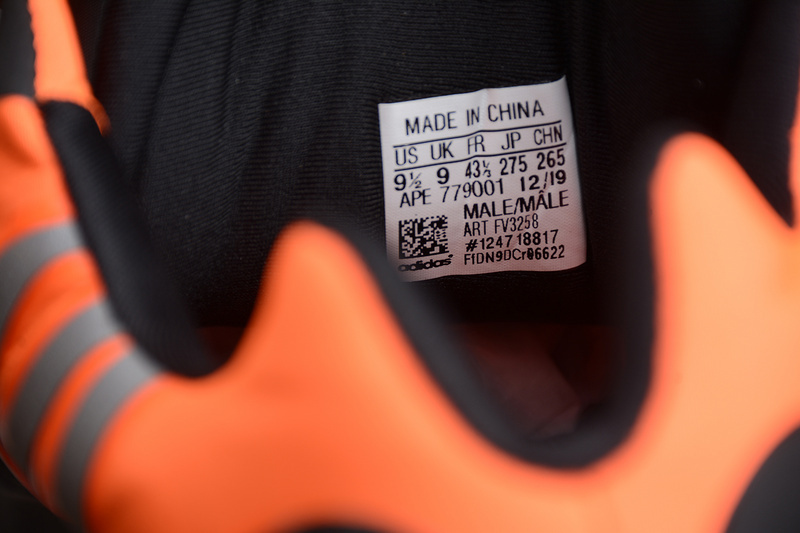 MADE IN CHINA
US UK FR JP CHN
9½ 9 43⅓ 275 265
APE 779001 12/19
MALE/MÂLE
ART FV3258
#124718817
F1DN9DCr06622
adidas